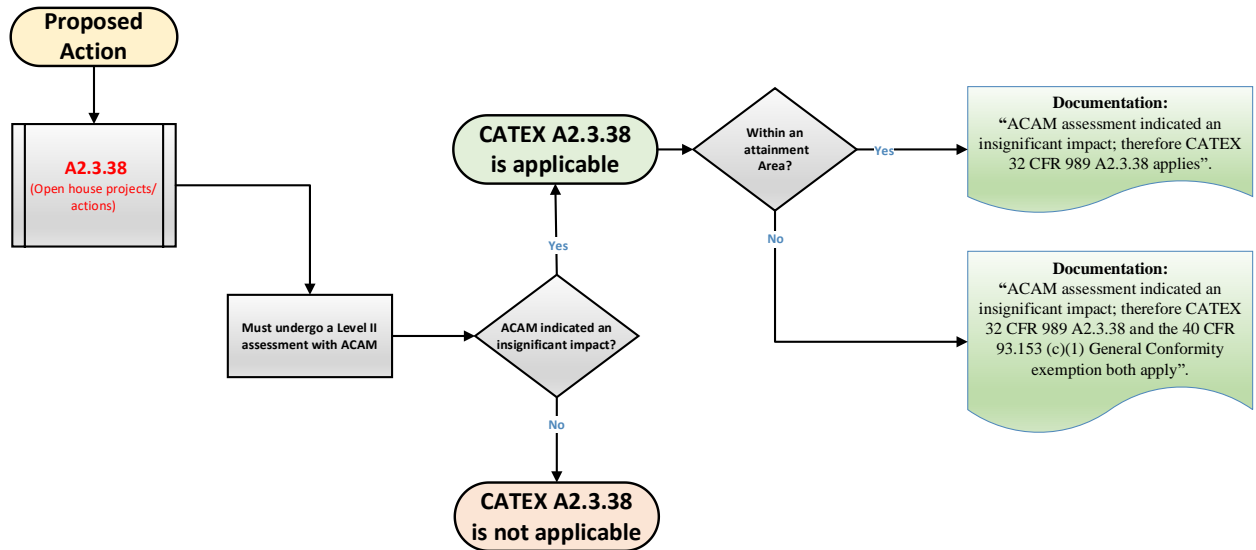 Proposed
Action
A2.3.38
(Open house projects/
actions)
Must undergo a Level II
assessment with ACAM
ACAM indicated an
insignificant impact?
Yes
No
CATEX A2.3.38
is applicable
CATEX A2.3.38
is not applicable
Within an
attainment
Area?
Yes
No
Documentation:
“ACAM assessment indicated an
insignificant impact; therefore CATEX
32 CFR 989 A2.3.38 applies”.
Documentation:
“ACAM assessment indicated an
insignificant impact; therefore CATEX
32 CFR 989 A2.3.38 and the 40 CFR
93.153 (c)(1) General Conformity
exemption both apply”.